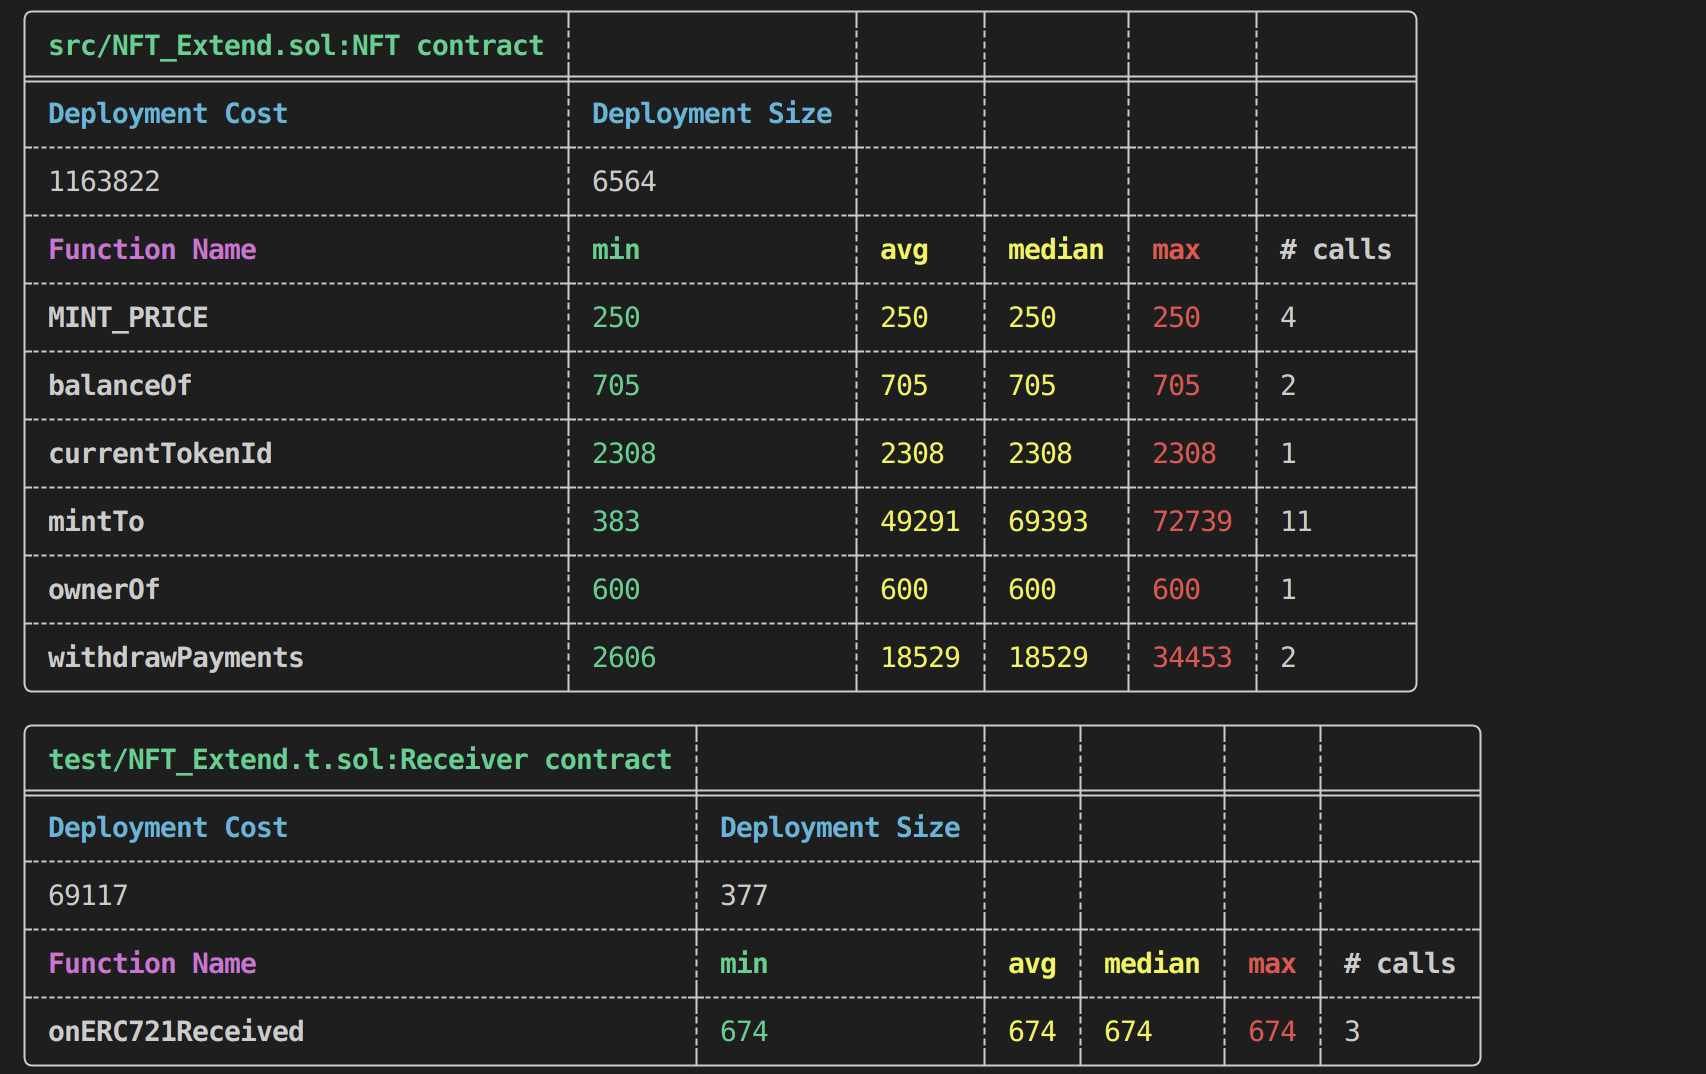 src/NFT_Extend.sol:NFT contract
Deployment Cost Deployment Size
1163822 6564
Function Name min avg median max # calls
MINT_PRICE 250 250 250 250 4
balanceOf 705 705 705 705 2
currentTokenId 2308 2308 2308 2308 1
mintTo 383 49291 69393 72739 11
ownerOf 600 600 600 600 1
withdrawPayments 2606 18529 18529 34453 2
test/NFT_Extend.t.sol:Receiver contract
Deployment Cost Deployment Size
69117 377
Function Name min avg median max # calls
onERC721Received 674 674 674 674 3